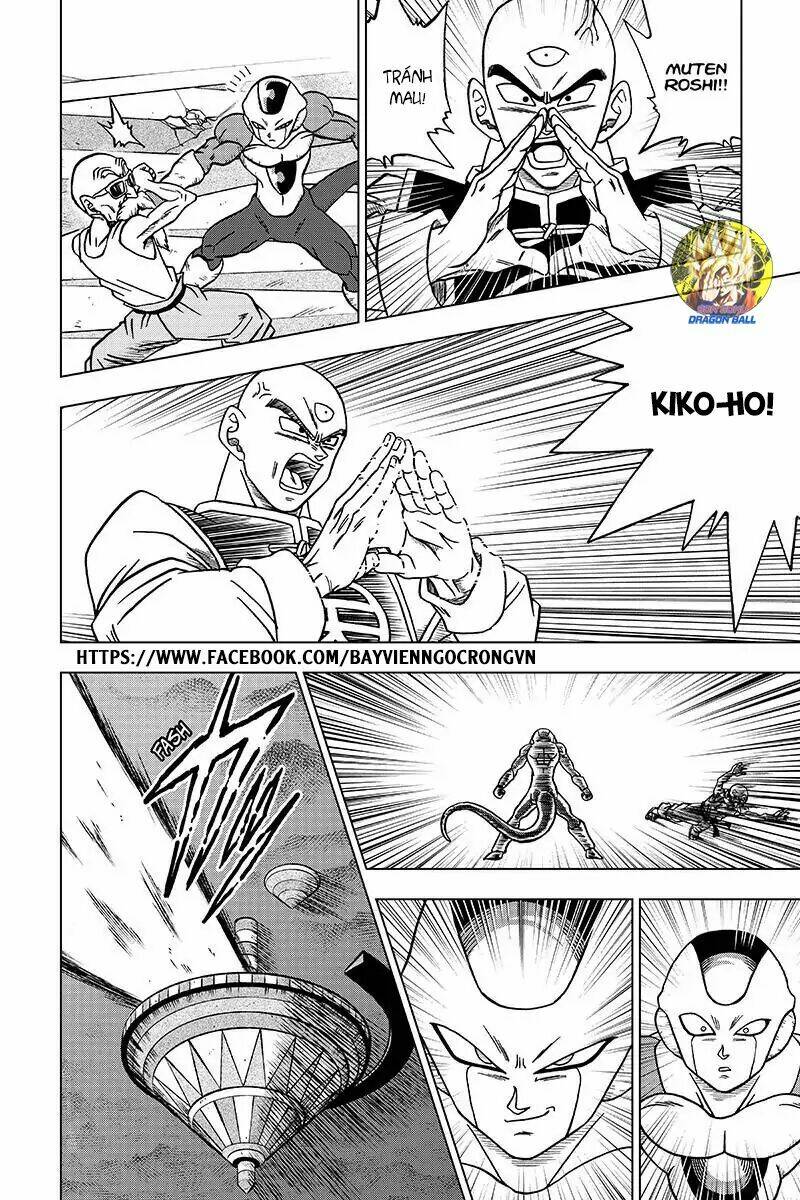 MUTEN
ROSHI!!
TRÁNH
MAU!
DRAGON BALL
KIKO-HO!
HTTPS://WWW.FACEBOOK.COM/BAYVIENNGOCRONGVN
FASH